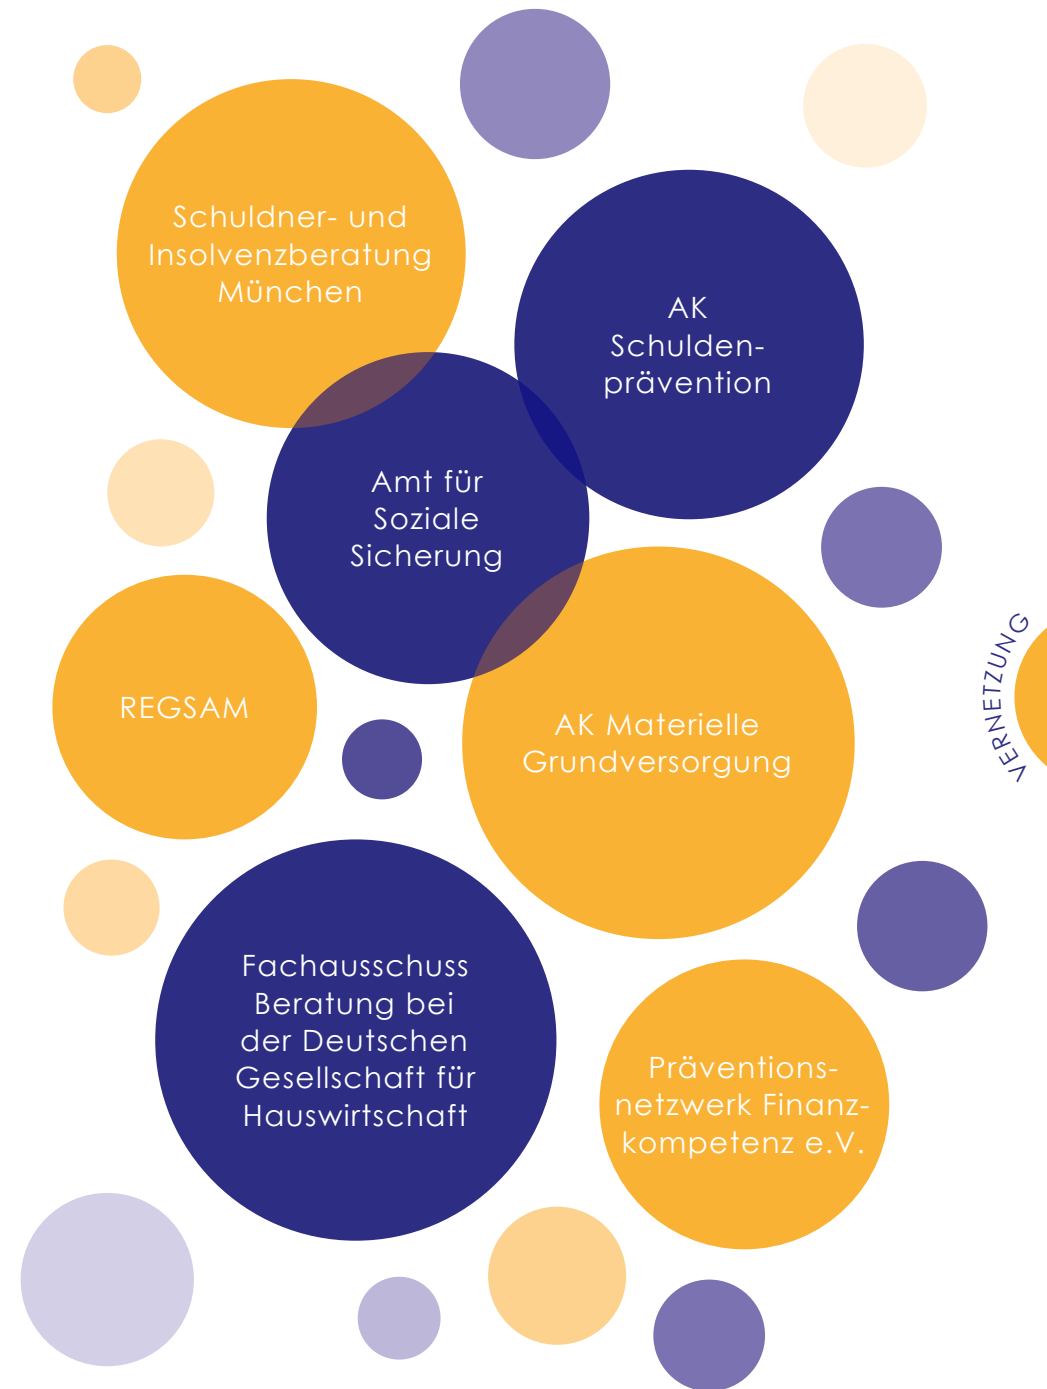 Schuldner- und
Insolvenzberatung
München
AK
Schulden-
prävention
Amt für
Soziale
Sicherung
REGSAM
AK Materielle
Grundversorgung
VERNETZUNG
Fachausschuss
Beratung bei
der Deutschen
Gesellschaft für
Hauswirtschaft
Präventions-
netzwerk Finanz-
kompetenz e.V.